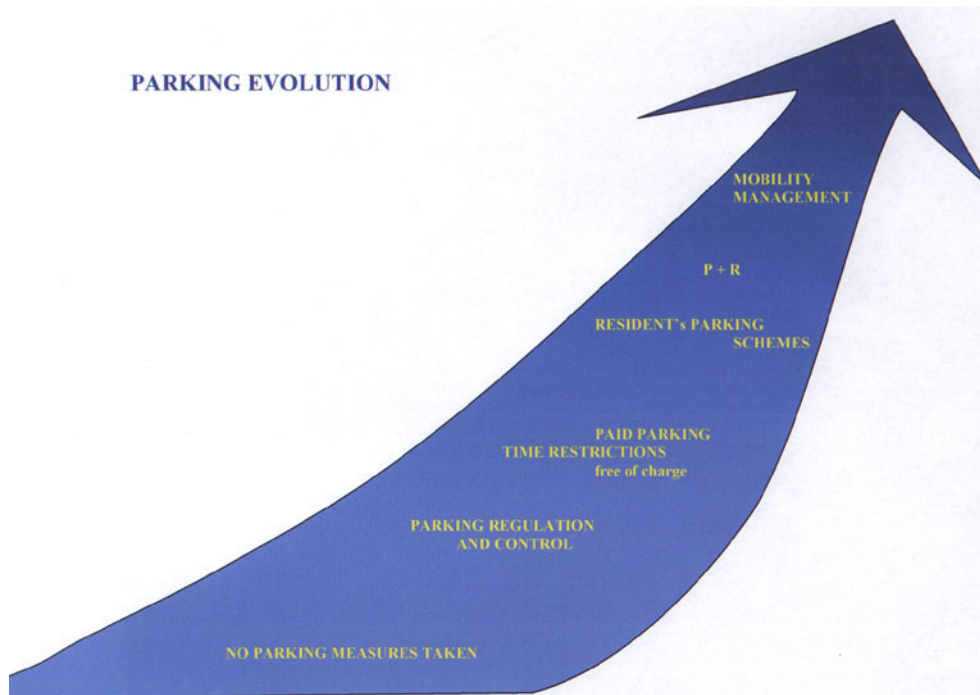 PARKING EVOLUTION
MOBILITY
MANAGEMENT
P + R
RESIDENT's PARKING
SCHEMES
PAID PARKING
TIME RESTRICTIONS
free of charge
PARKING REGULATION
AND CONTROL
NO PARKING MEASURES TAKEN